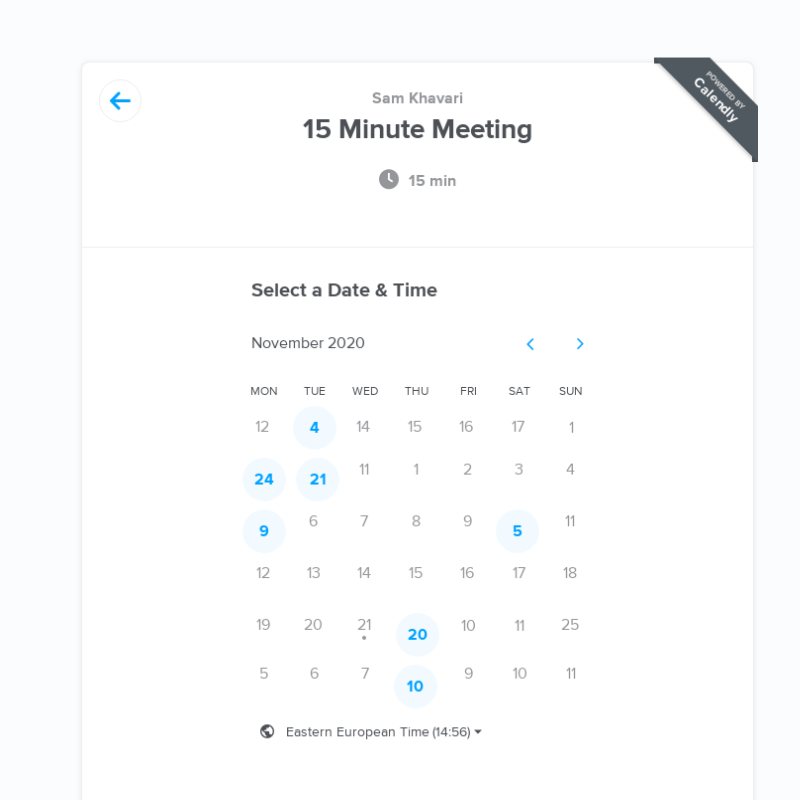 POWERED BY
Calendly
Sam Khavari
15 Minute Meeting
15 min
Select a Date & Time
November 2020
MON TUE WED THU FRI SAT SUN
12 4 14 15 16 17 1
24 21 11 1 2 3 4
9 6 7 8 9 5 11
12 13 14 15 16 17 18
19 20 21 20 10 11 25
5 6 7 10 9 10 11
Eastern European Time (14:56)